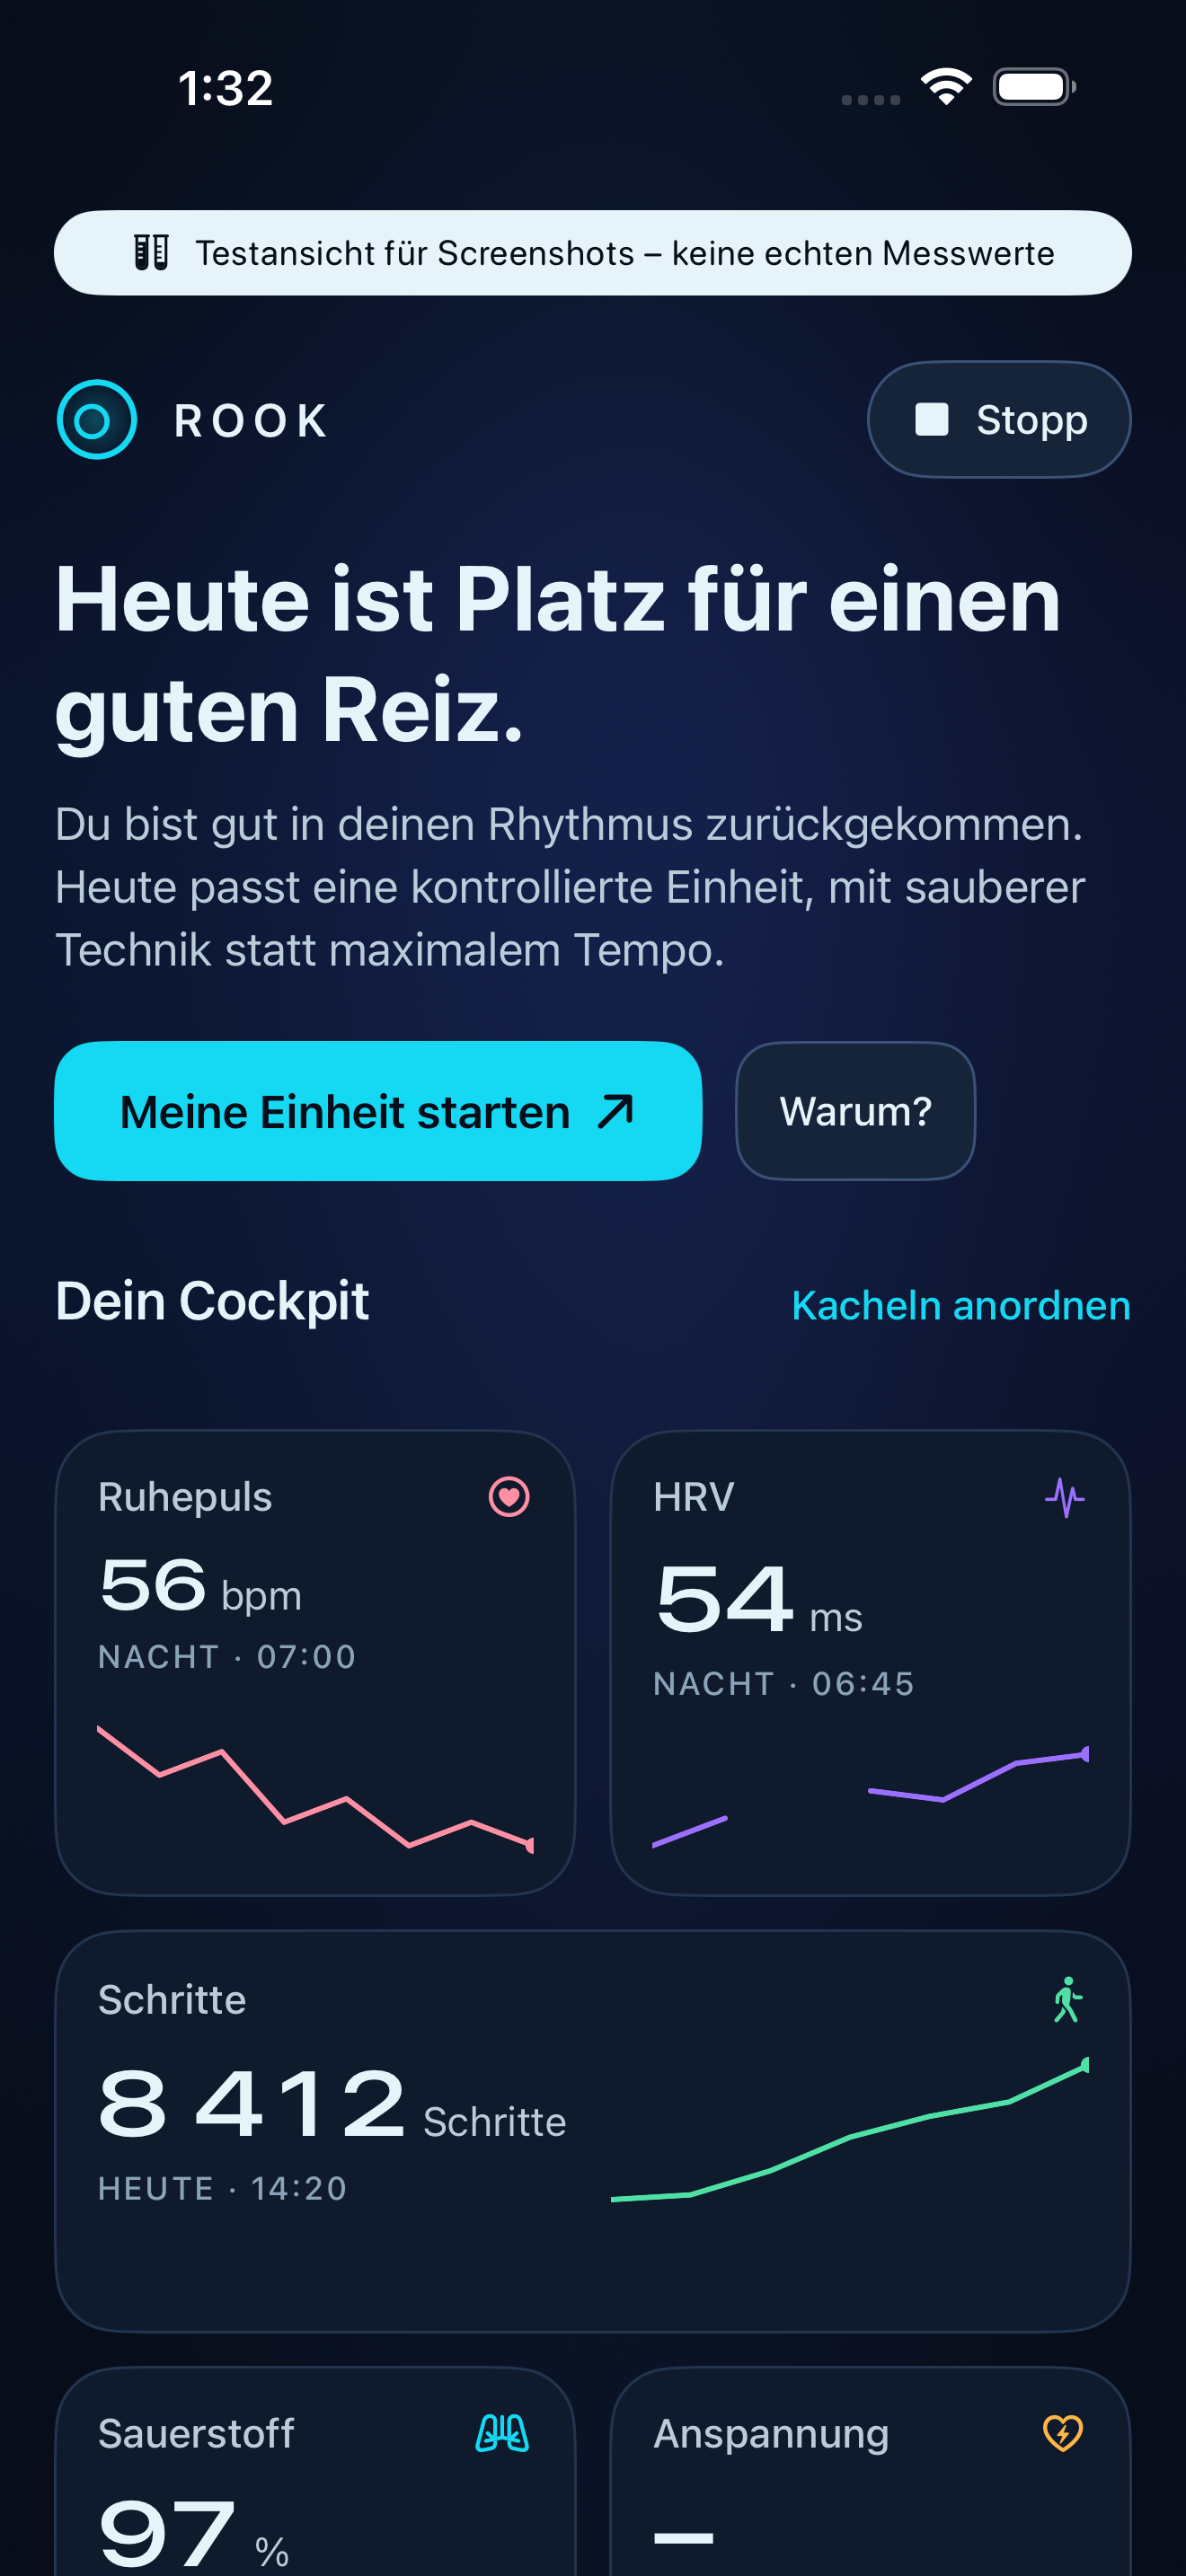 1:32
Testansicht für Screenshots – keine echten Messwerte
ROOK
Stopp
Heute ist Platz für einen
guten Reiz.
Du bist gut in deinen Rhythmus zurückgekommen.
Heute passt eine kontrollierte Einheit, mit sauberer
Technik statt maximalem Tempo.
Meine Einheit starten
Warum?
Dein Cockpit
Kacheln anordnen
Ruhepuls
56 bpm
NACHT · 07:00
HRV
54 ms
NACHT · 06:45
Schritte
8 412 Schritte
HEUTE · 14:20
Sauerstoff
97 %
Anspannung
–